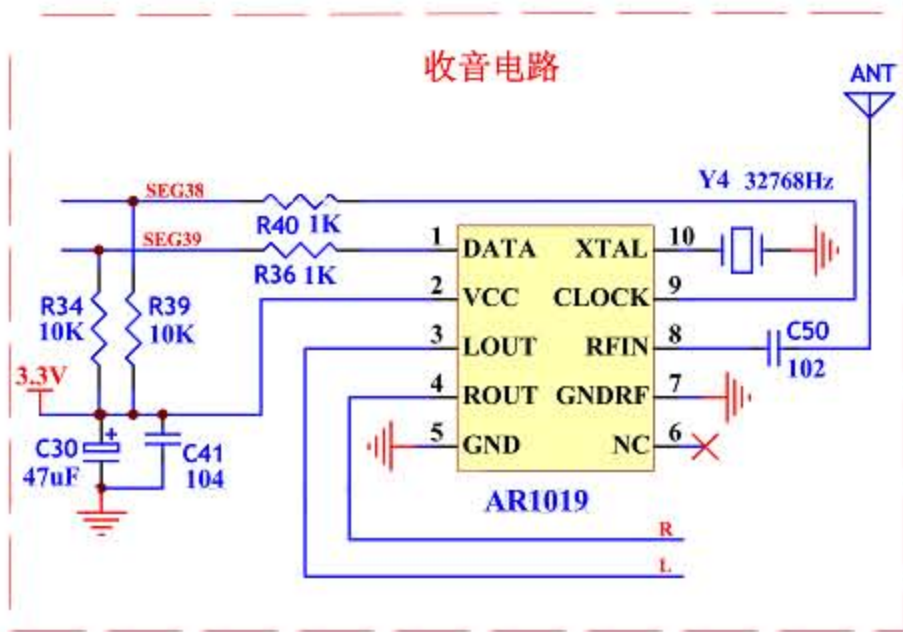 收音电路
ANT
Y4 32768Hz
SEG38
R40 1K
SEG39
R36 1K
1 DATA XTAL 10
2 VCC CLOCK 9
3 LOUT RFIN 8
4 ROUT GNDRF 7
5 GND NC 6
AR1019
R34
10K
R39
10K
C50
102
3.3V
C30
+
47uF
C41
104
R
L